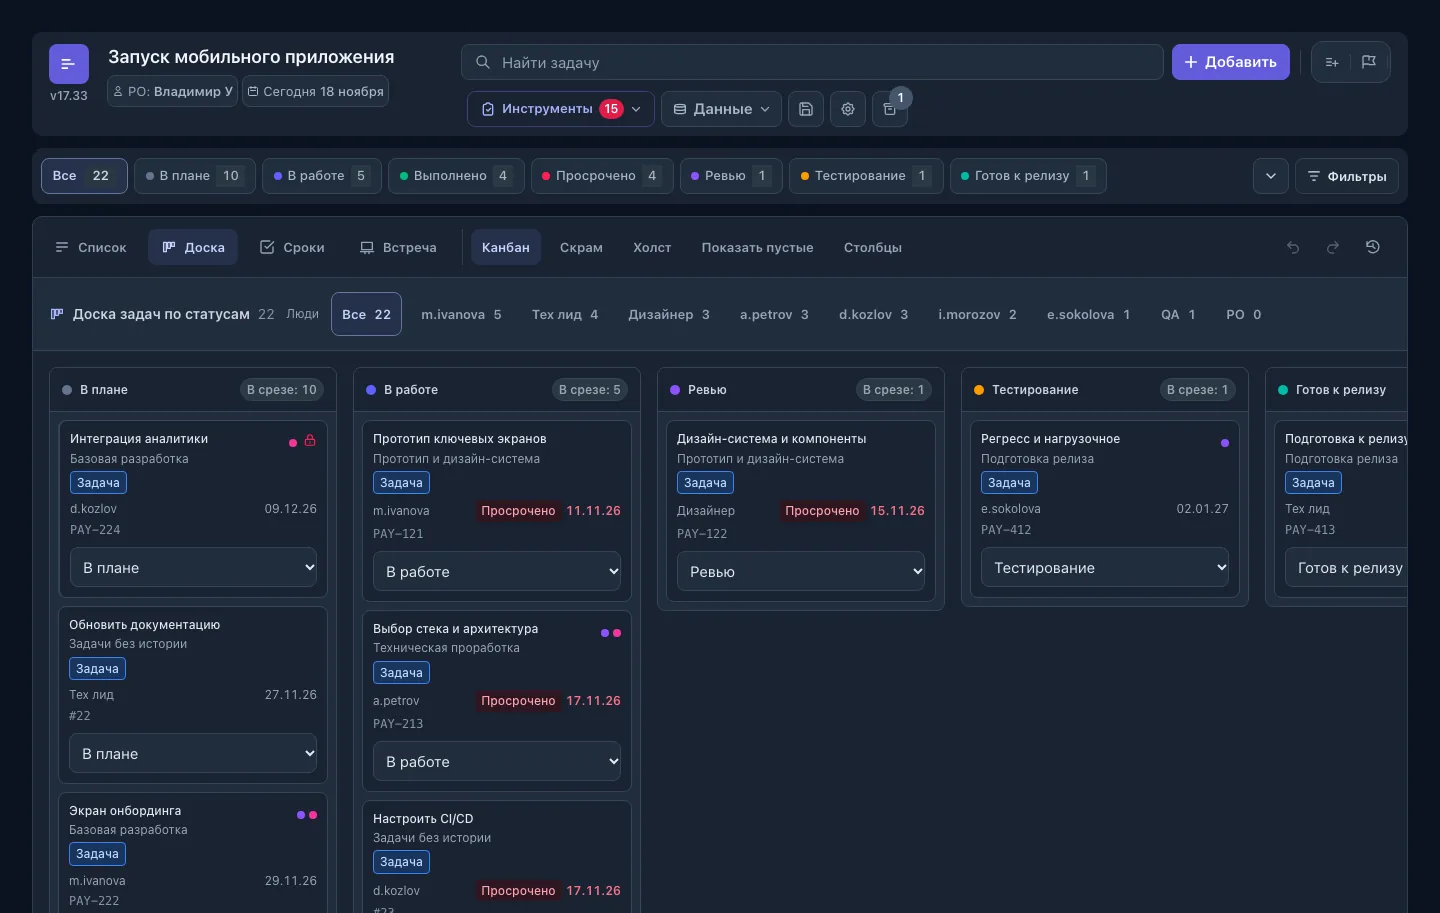 Запуск мобильного приложения
v17.33
РО: Владимир У
Сегодня 18 ноября
Найти задачу
Добавить
Инструменты 15
Данные
1
Все 22
В плане 10
В работе 5
Выполнено 4
Просрочено 4
Ревью 1
Тестирование 1
Готов к релизу 1
Фильтры
Список
Доска
Сроки
Встреча
Канбан
Скрам
Холст
Показать пустые
Столбцы
Доска задач по статусам 22
Люди
Все 22
m.ivanova 5
Тех лид 4
Дизайнер 3
a.petrov 3
d.kozlov 3
i.morozov 2
e.sokolova 1
QA 1
PO 0
В плане
В срезе: 10
Интеграция аналитики
Базовая разработка
Задача
d.kozlov 09.12.26
PAY-224
В плане
Обновить документацию
Задачи без истории
Задача
Тех лид 27.11.26
#22
В плане
Экран онбординга
Базовая разработка
Задача
m.ivanova 29.11.26
PAY-222
В работе
В срезе: 5
Прототип ключевых экранов
Прототип и дизайн-система
Задача
m.ivanova Просрочено 11.11.26
PAY-121
В работе
Выбор стека и архитектура
Техническая проработка
Задача
a.petrov Просрочено 17.11.26
PAY-213
В работе
Настроить CI/CD
Задачи без истории
Задача
d.kozlov Просрочено 17.11.26
#23
Ревью
В срезе: 1
Дизайн-система и компоненты
Прототип и дизайн-система
Задача
Дизайнер Просрочено 15.11.26
PAY-122
Ревью
Тестирование
В срезе: 1
Регресс и нагрузочное
Подготовка релиза
Задача
e.sokolova 02.01.27
PAY-412
Тестирование
Готов к релизу
Подготовка к релизу
Подготовка релиза
Задача
Тех лид
PAY-413
Готов к релизу